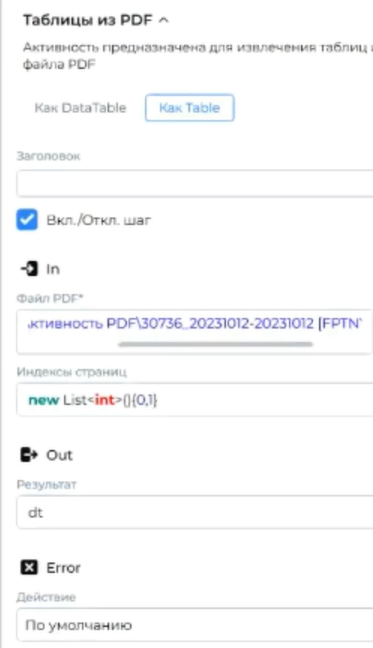 Таблицы из PDF
Активность предназначена для извлечения таблиц
файла PDF
Как DataTable Как Table
Заголовок
Вкл./Откл. шаг
In
Файл PDF*
ктивность PDF\30736_20231012-20231012 [FPTN
Индексы страниц
new List<int>(){0,1}
Out
Результат
dt
Error
Действие
По умолчанию